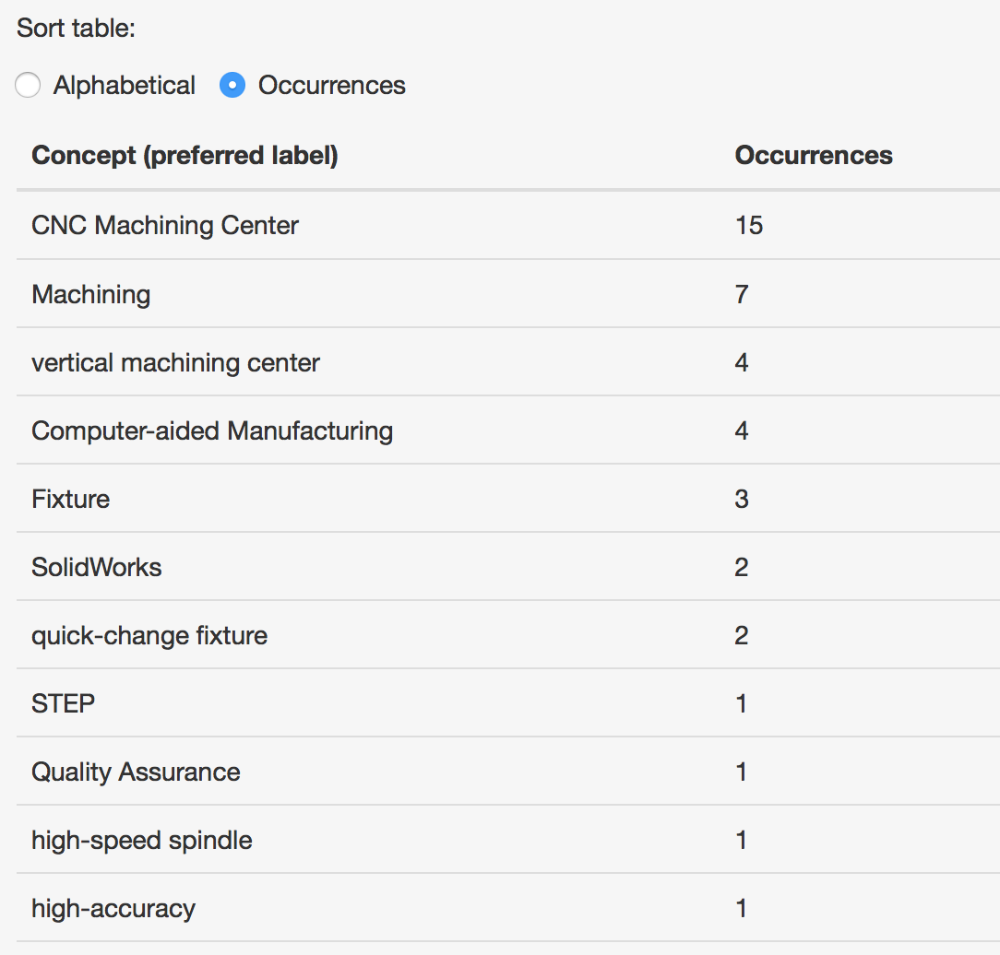 Sort table:
Alphabetical Occurrences
Concept (preferred label) Occurrences
CNC Machining Center 15
Machining 7
vertical machining center 4
Computer-aided Manufacturing 4
Fixture 3
SolidWorks 2
quick-change fixture 2
STEP 1
Quality Assurance 1
high-speed spindle 1
high-accuracy 1